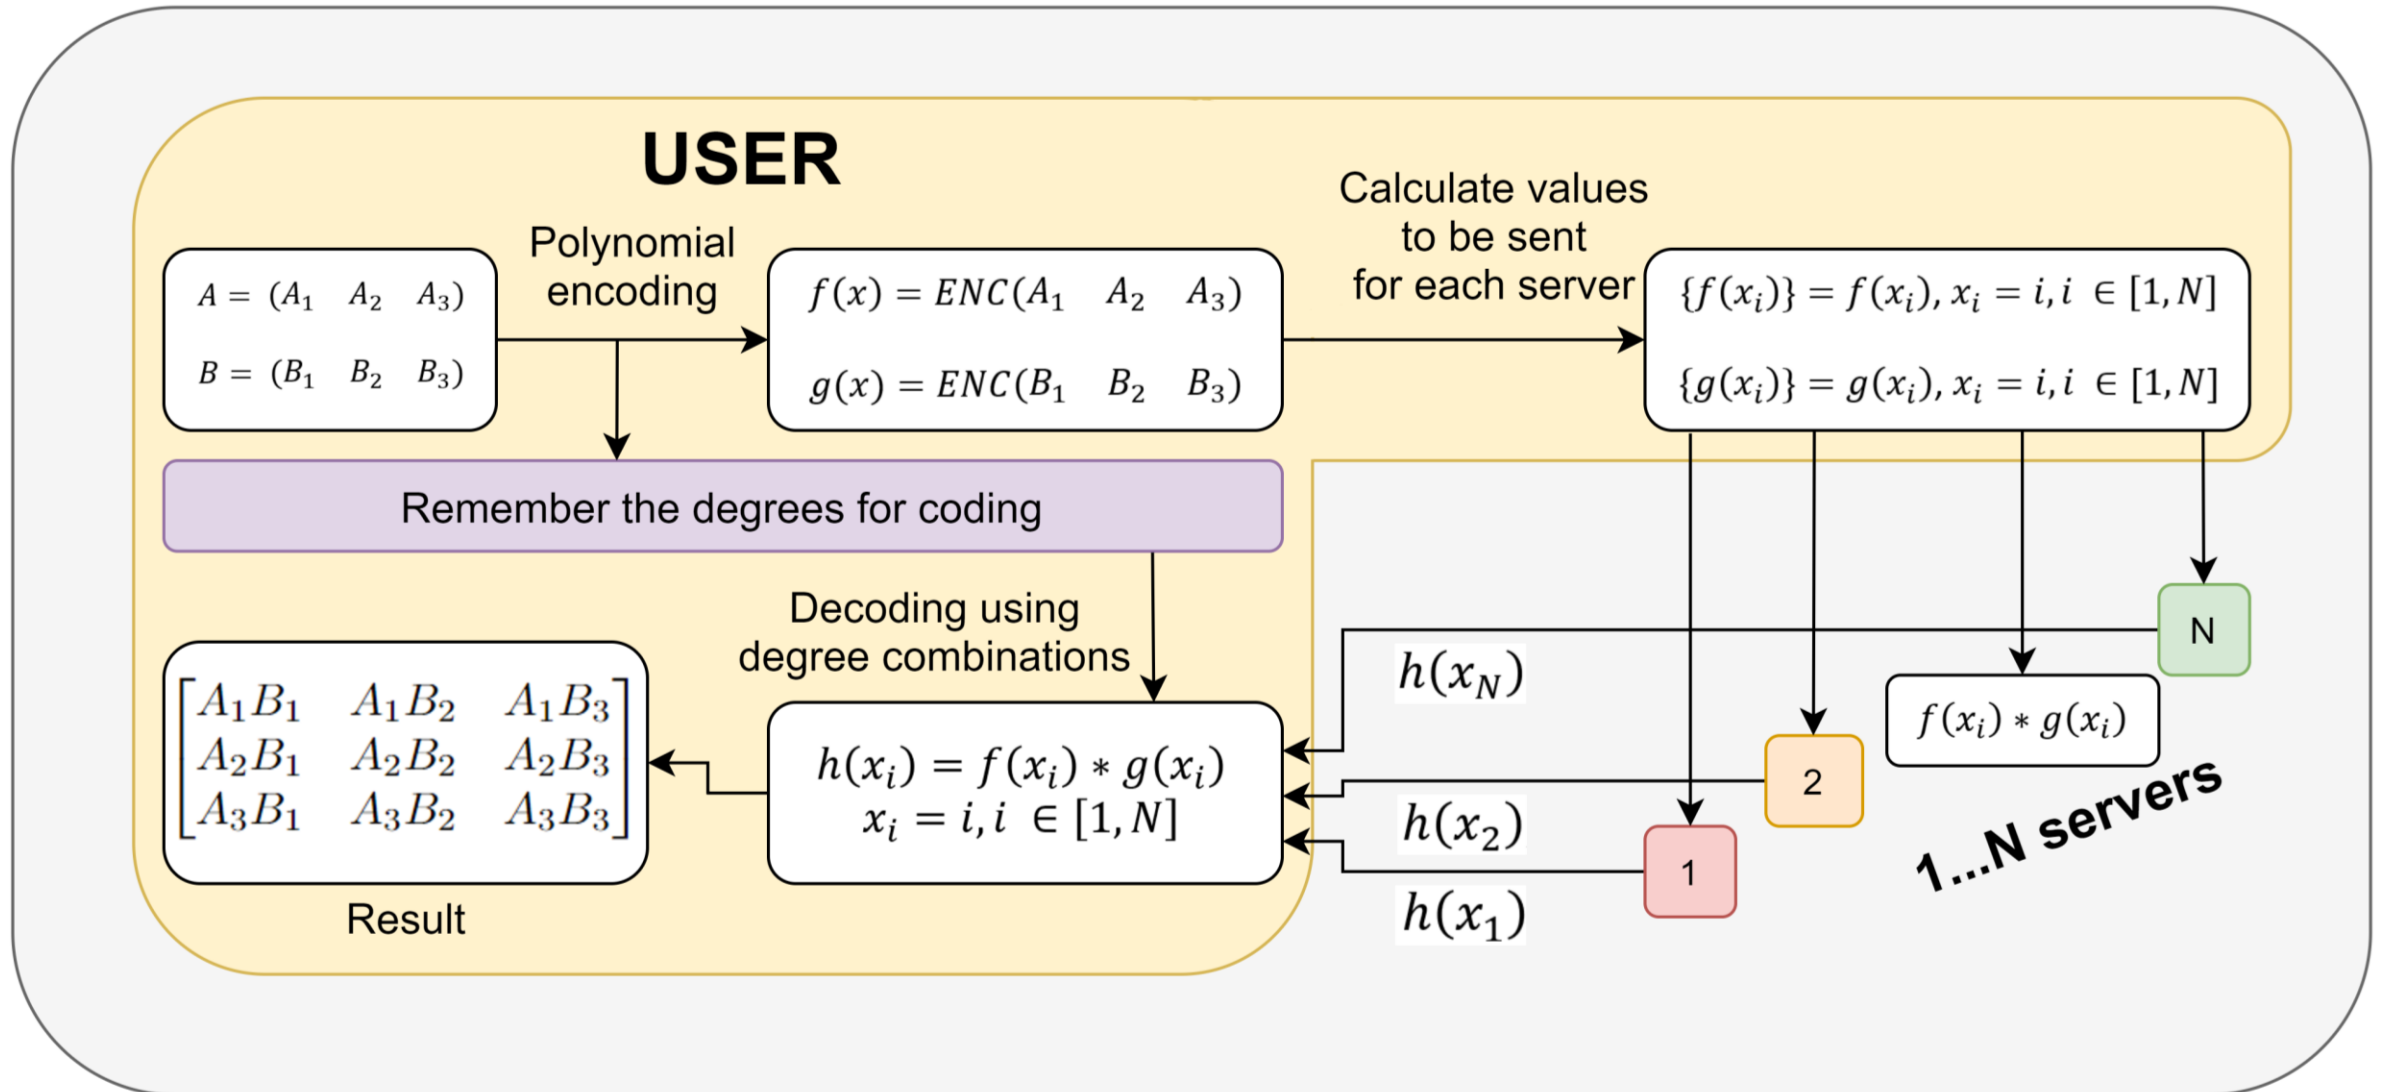 USER
Polynomial
encoding
Calculate values
to be sent
for each server
A = (A₁ A₂ A₃)
B = (B₁ B₂ B₃)
f(x) = ENC(A₁ A₂ A₃)
g(x) = ENC(B₁ B₂ B₃)
{f(xᵢ)} = f(xᵢ), xᵢ = i, i ∈ [1, N]
{g(xᵢ)} = g(xᵢ), xᵢ = i, i ∈ [1, N]
Remember the degrees for coding
Decoding using
degree combinations
[A₁B₁ A₁B₂ A₁B₃]
[A₂B₁ A₂B₂ A₂B₃]
[A₃B₁ A₃B₂ A₃B₃]
Result
h(xᵢ) = f(xᵢ) * g(xᵢ)
xᵢ = i, i ∈ [1, N]
h(x_N)
h(x₂)
h(x₁)
N
f(xᵢ) * g(xᵢ)
2
1
1...N servers